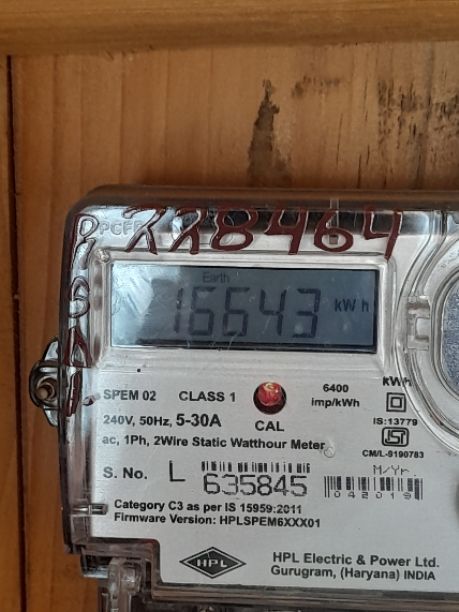 228464
Earth
16643 kWh
SPEM 02 CLASS 1 6400 imp/kWh kWh
240V, 50Hz, 5-30A CAL IS:13779
ac, 1Ph, 2Wire Static Watthour Meter
CM/L-9190783
S. No. L 635845 M/Yr.
042019
Category C3 as per IS 15959:2011
Firmware Version: HPLSPEM6XXX01
HPL HPL Electric & Power Ltd.
Gurugram, (Haryana) INDIA